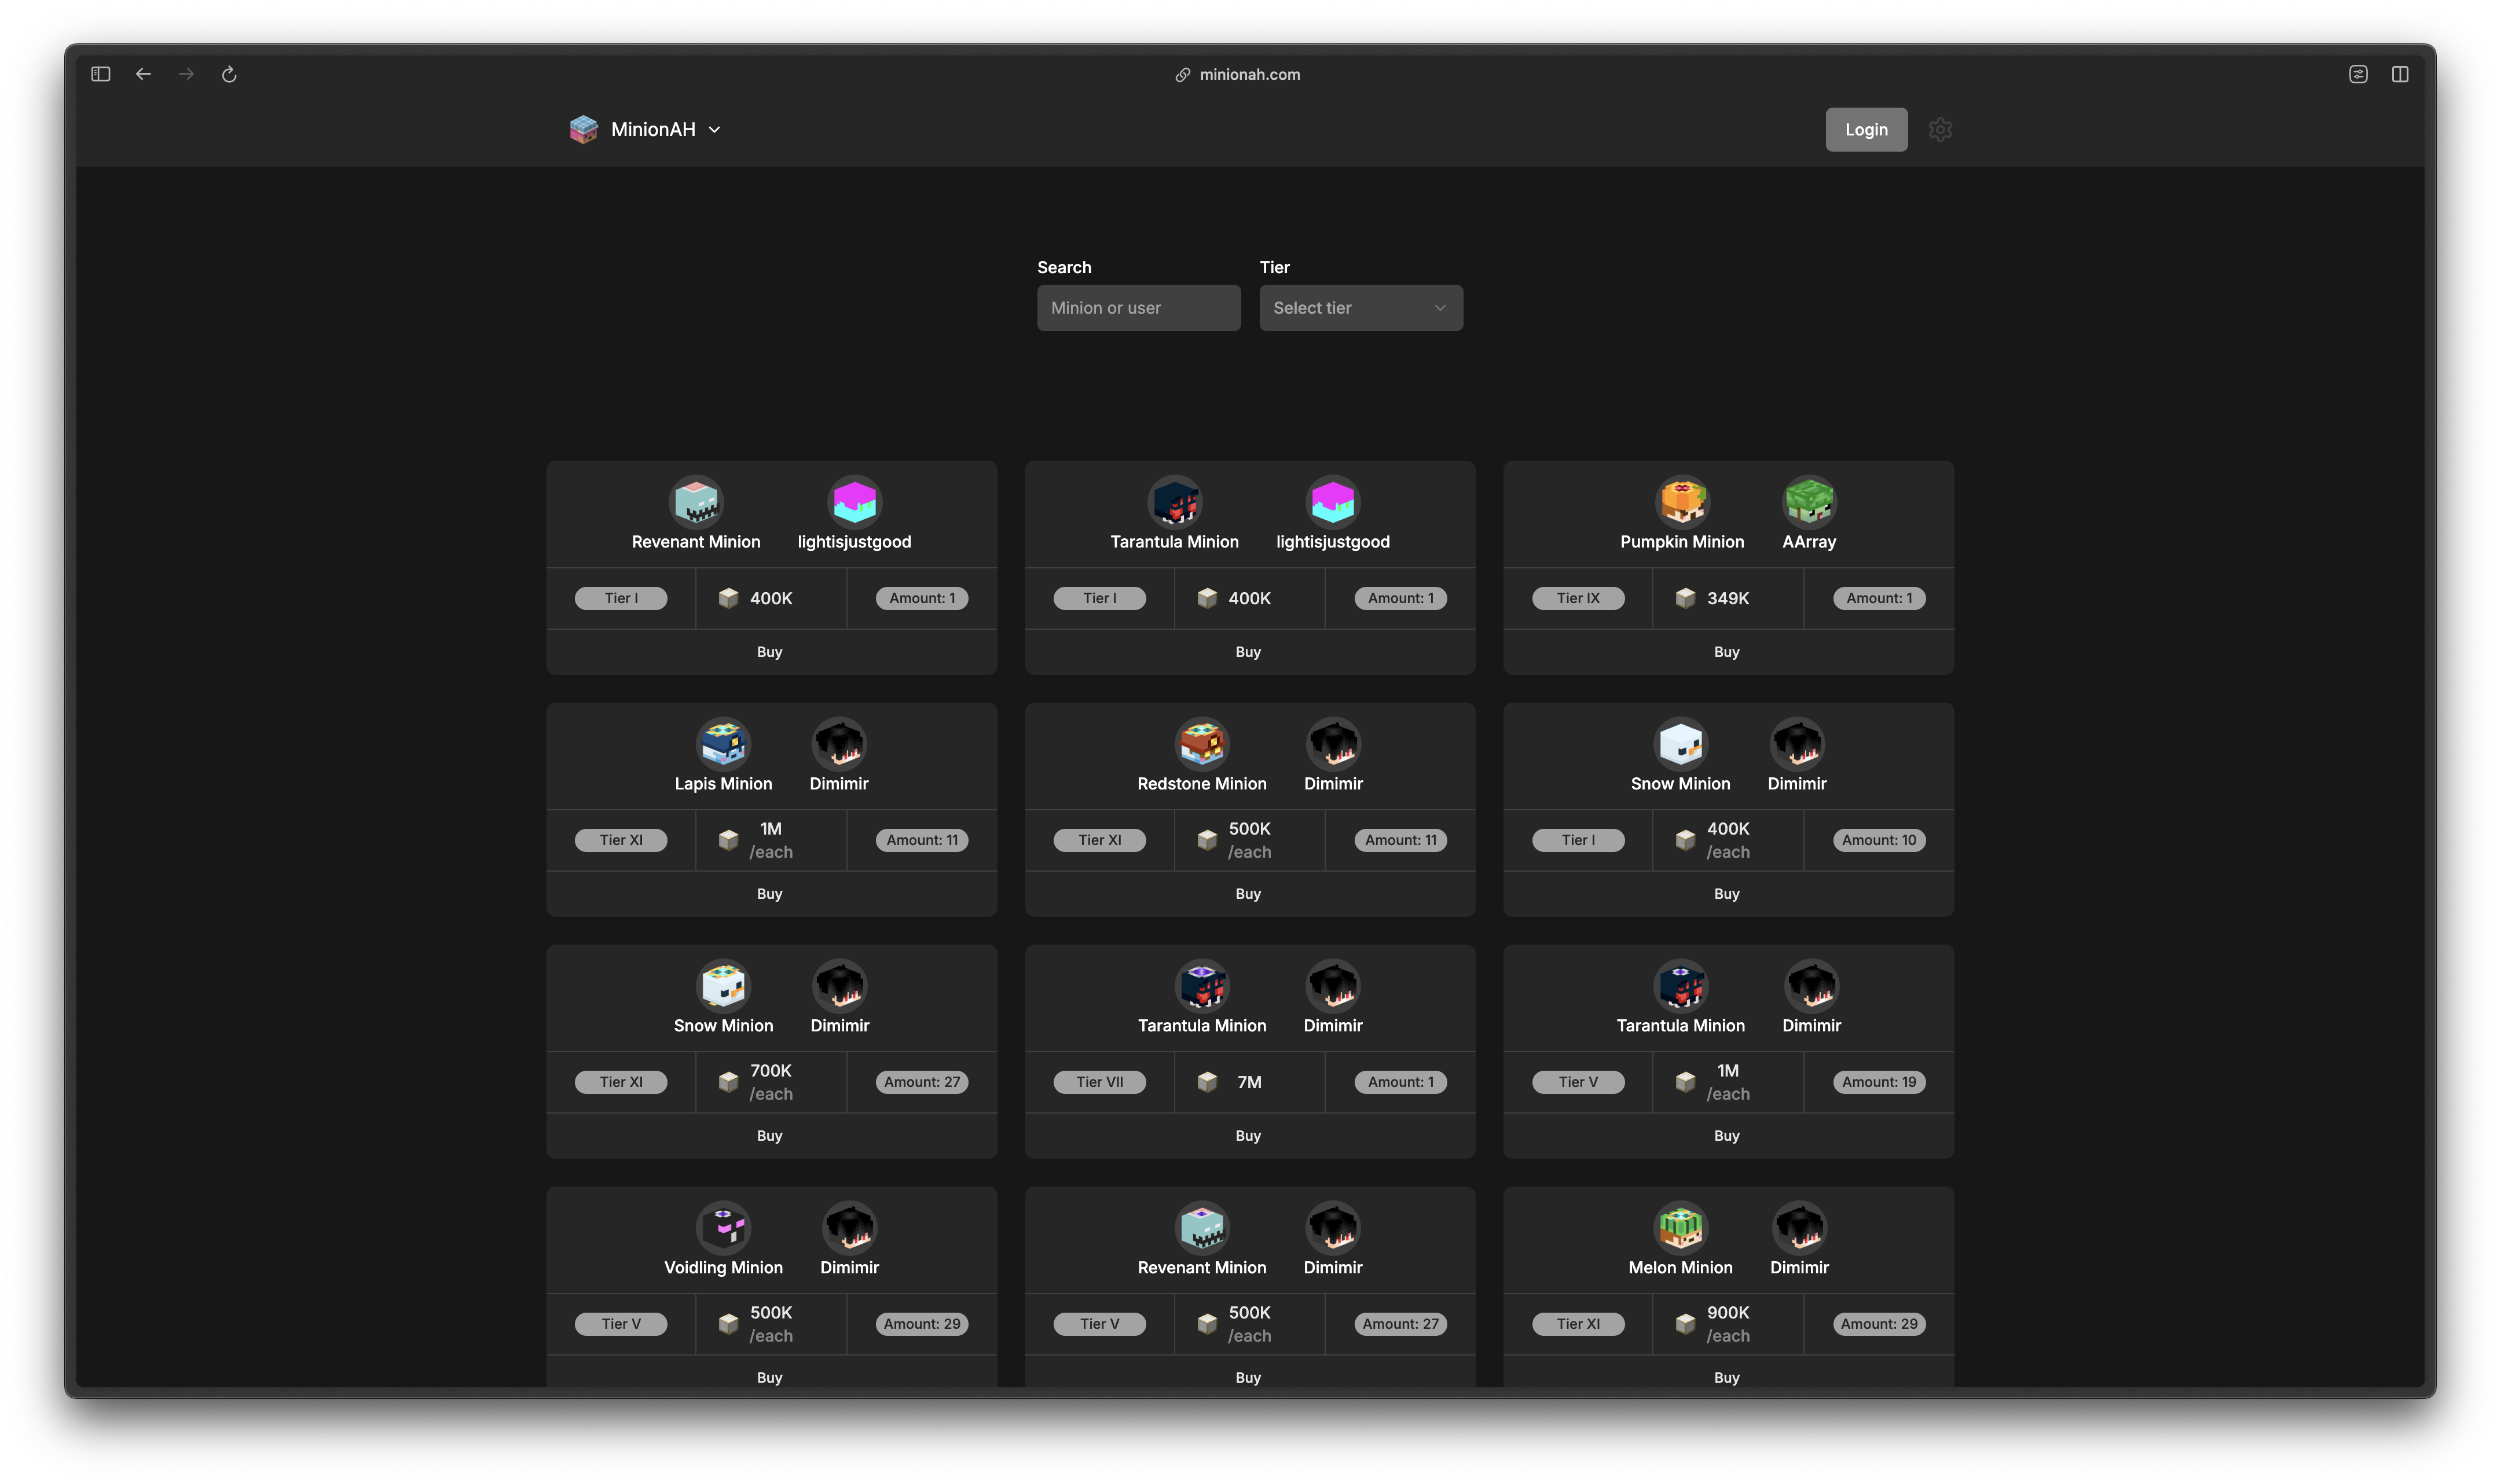 minionah.com
MinionAH
Login
Search
Tier
Minion or user
Select tier
Revenant Minion
lightisjustgood
Tier I
400K
Amount: 1
Buy
Tarantula Minion
lightisjustgood
Tier I
400K
Amount: 1
Buy
Pumpkin Minion
AArray
Tier IX
349K
Amount: 1
Buy
Lapis Minion
Dimimir
Tier XI
1M
/each
Amount: 11
Buy
Redstone Minion
Dimimir
Tier XI
500K
/each
Amount: 11
Buy
Snow Minion
Dimimir
Tier I
400K
/each
Amount: 10
Buy
Snow Minion
Dimimir
Tier XI
700K
/each
Amount: 27
Buy
Tarantula Minion
Dimimir
Tier VII
7M
Amount: 1
Buy
Tarantula Minion
Dimimir
Tier V
1M
/each
Amount: 19
Buy
Voidling Minion
Dimimir
Tier V
500K
/each
Amount: 29
Buy
Revenant Minion
Dimimir
Tier V
500K
/each
Amount: 27
Buy
Melon Minion
Dimimir
Tier XI
900K
/each
Amount: 29
Buy